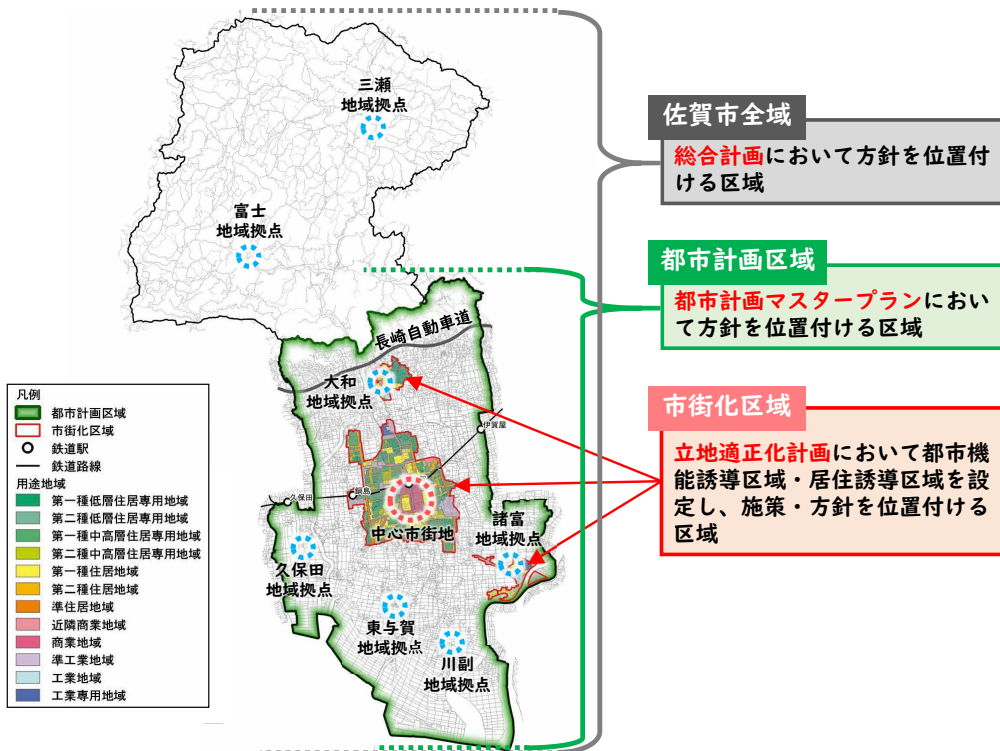 三瀬
地域拠点
富士
地域拠点
長崎自動車道
大和
地域拠点
伊賀屋
久保田
鍋島
中心市街地
諸富
地域拠点
久保田
地域拠点
東与賀
地域拠点
川副
地域拠点
佐賀市全域
総合計画において方針を位置付
ける区域
都市計画区域
都市計画マスタープランにおい
て方針を位置付ける区域
市街化区域
立地適正化計画において都市機
能誘導区域・居住誘導区域を設
定し、施策・方針を位置付ける
区域
凡例
都市計画区域
市街化区域
鉄道駅
鉄道路線
用途地域
第一種低層住居専用地域
第二種低層住居専用地域
第一種中高層住居専用地域
第二種中高層住居専用地域
第一種住居地域
第二種住居地域
準住居地域
近隣商業地域
商業地域
準工業地域
工業地域
工業専用地域